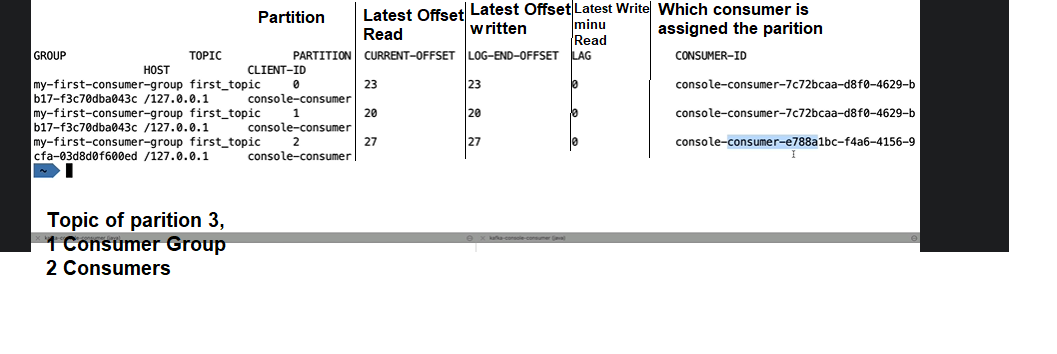 Partition
Latest Offset
Read
Latest Offset
written
Latest Write
minu
Read
Which consumer is
assigned the parition
GROUP TOPIC PARTITION CURRENT-OFFSET LOG-END-OFFSET LAG CONSUMER-ID
HOST CLIENT-ID
my-first-consumer-group first_topic 0 23 23 0 console-consumer-7c72bcaa-d8f0-4629-b
b17-f3c70dba043c /127.0.0.1 console-consumer
my-first-consumer-group first_topic 1 20 20 0 console-consumer-7c72bcaa-d8f0-4629-b
b17-f3c70dba043c /127.0.0.1 console-consumer
my-first-consumer-group first_topic 2 27 27 0 console-consumer-e788a1bc-f4a6-4156-9
cfa-03d8d0f600ed /127.0.0.1 console-consumer
~
Topic of parition 3,
kafka-console-consumer (java)
1 Consumer Group
2 Consumers